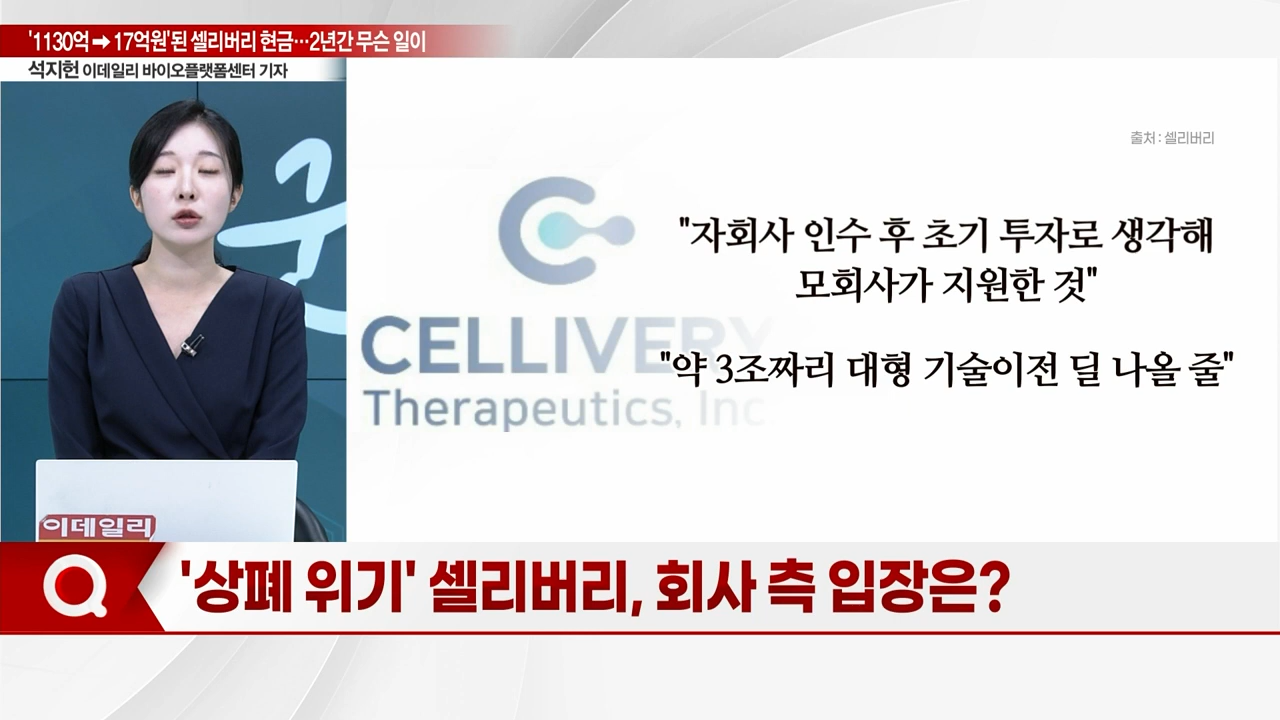 '1130억➡17억원'된 셀리버리 현금…2년간 무슨 일이
석지헌 이데일리 바이오플랫폼센터 기자
출처 : 셀리버리
"자회사 인수 후 초기 투자로 생각해
모회사가 지원한 것"
CELLIVERY
"약 3조짜리 대형 기술이전 딜 나올 줄"
Therapeutics, Inc.
이데일리
Q '상폐 위기' 셀리버리, 회사 측 입장은?